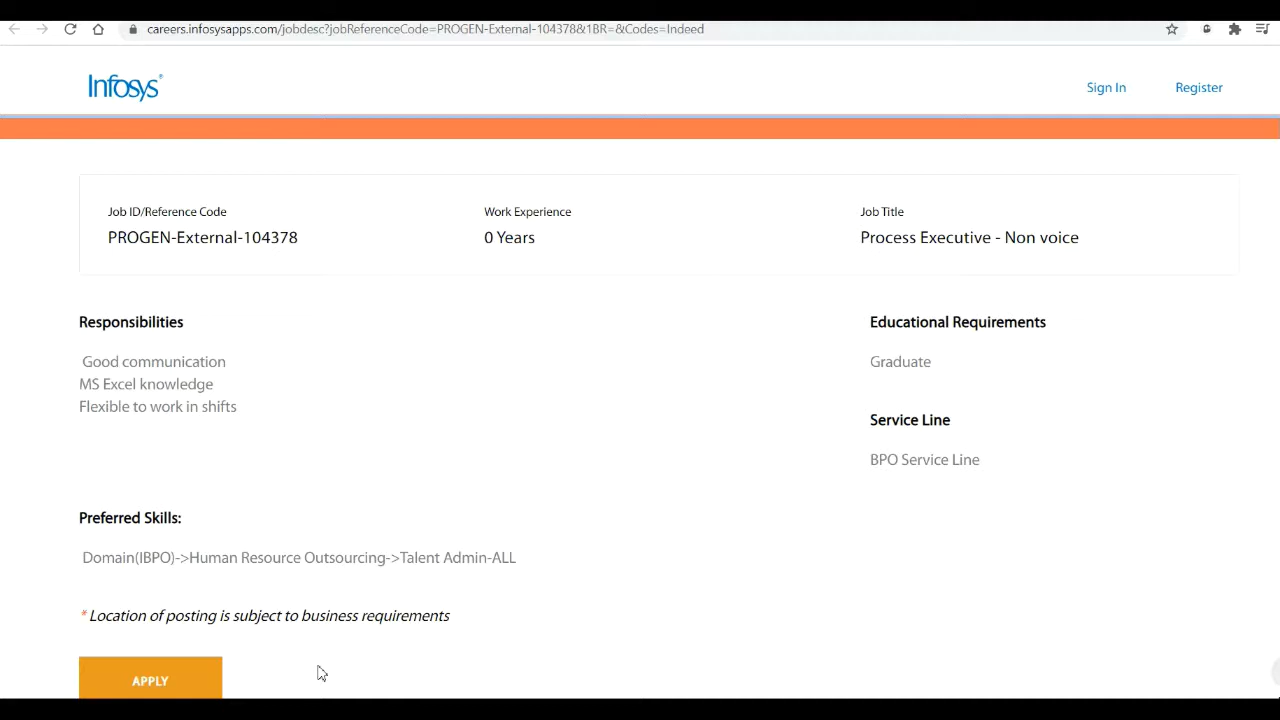 careers.infosysapps.com/jobdesc?jobReferenceCode=PROGEN-External-104378&1BR=&Codes=Indeed
Infosys®
Sign In
Register
Job ID/Reference Code
PROGEN-External-104378
Work Experience
0 Years
Job Title
Process Executive - Non voice
Responsibilities
Good communication
MS Excel knowledge
Flexible to work in shifts
Educational Requirements
Graduate
Service Line
BPO Service Line
Preferred Skills:
Domain(IBPO)->Human Resource Outsourcing->Talent Admin-ALL
* Location of posting is subject to business requirements
APPLY